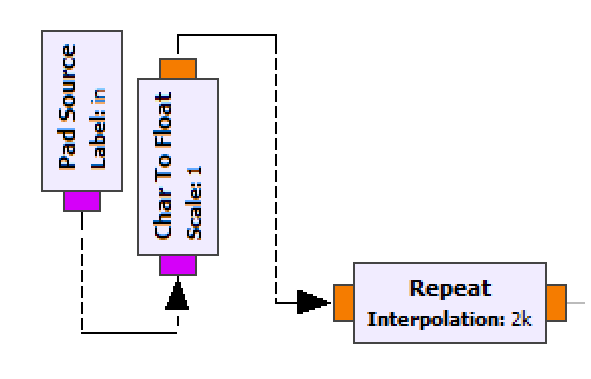 Pad Source
Label: in
Char To Float
Scale: 1
Repeat
Interpolation: 2k